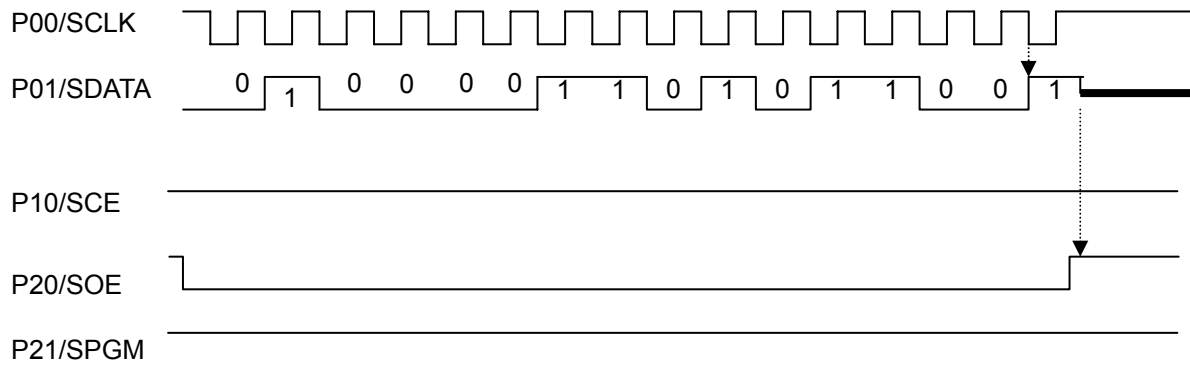 P00/SCLK
P01/SDATA 0 1 0 0 0 0 1 1 0 1 0 1 1 0 0 1
P10/SCE
P20/SOE
P21/SPGM